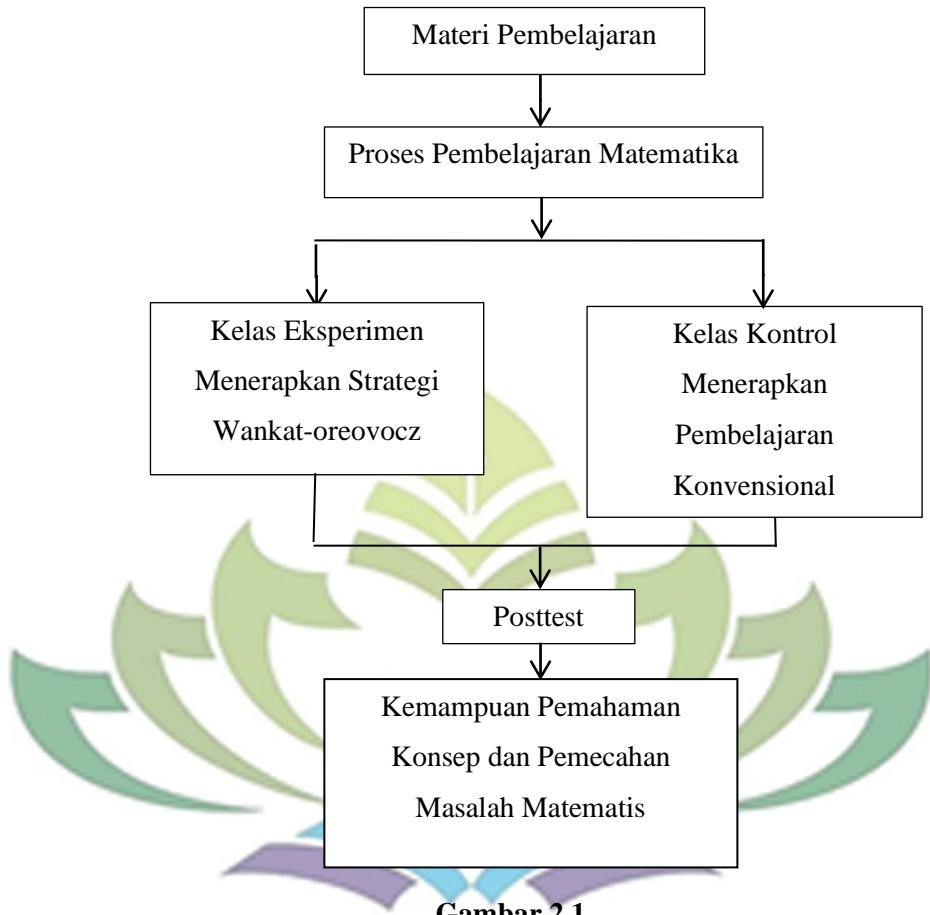 Materi Pembelajaran
Proses Pembelajaran Matematika
Kelas Eksperimen
Menerapkan Strategi
Wankat-oreovocz
Kelas Kontrol
Menerapkan
Pembelajaran
Konvensional
Posttest
Kemampuan Pemahaman
Konsep dan Pemecahan
Masalah Matematis
Gambar 2.1